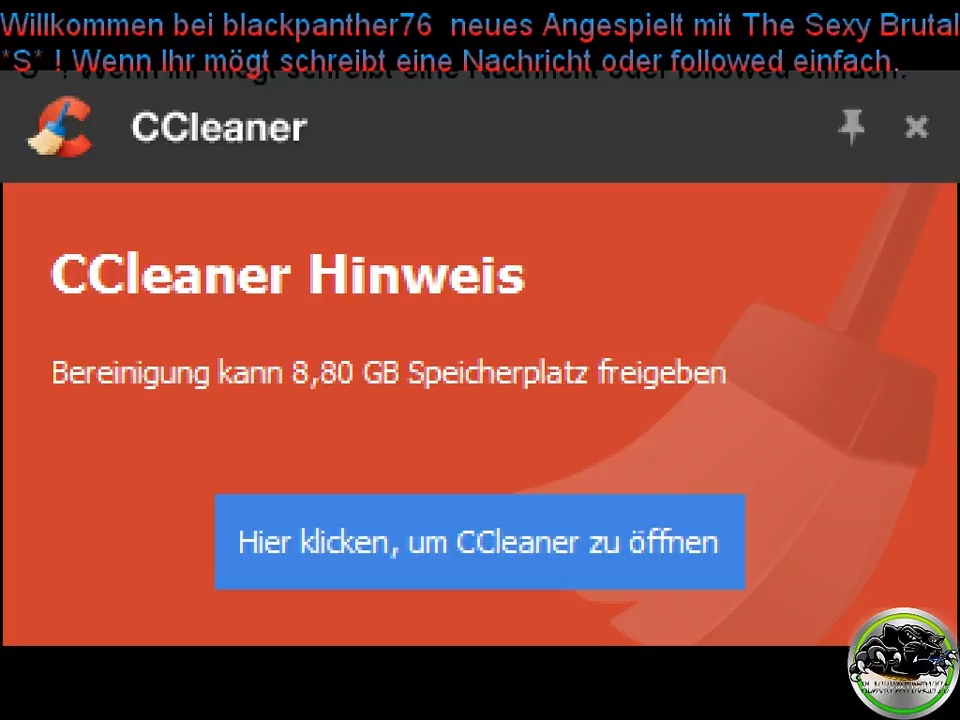 Willkommen bei blackpanther76  neues Angespielt mit The Sexy Brutal
*S* ! Wenn Ihr mögt schreibt eine Nachricht oder followed einfach.
CCleaner
CCleaner Hinweis
Bereinigung kann 8,80 GB Speicherplatz freigeben
Hier klicken, um CCleaner zu öffnen